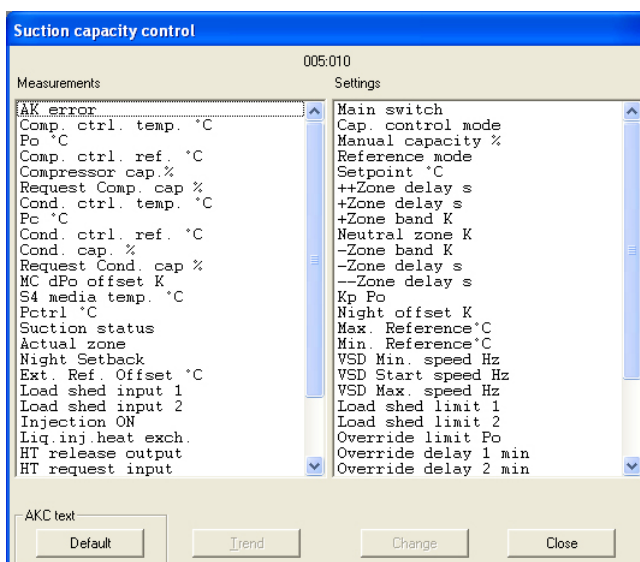 Suction capacity control
005:010
Measurements
Settings
AK error
Comp. ctrl. temp. °C
Po °C
Comp. ctrl. ref. °C
Compressor cap.%
Request Comp. cap %
Cond. ctrl. temp. °C
Pc °C
Cond. ctrl. ref. °C
Cond. cap. %
Request Cond. cap %
MC dPo offset K
S4 media temp. °C
Pctrl °C
Suction status
Actual zone
Night Setback
Ext. Ref. Offset °C
Load shed input 1
Load shed input 2
Injection ON
Liq.inj.heat exch.
HT release output
HT request input
Main switch
Cap. control mode
Manual capacity %
Reference mode
Setpoint °C
++Zone delay s
+Zone delay s
+Zone band K
Neutral zone K
-Zone band K
-Zone delay s
--Zone delay s
Kp Po
Night offset K
Max. Reference°C
Min. Reference°C
VSD Min. speed Hz
VSD Start speed Hz
VSD Max. speed Hz
Load shed limit 1
Load shed limit 2
Override limit Po
Override delay 1 min
Override delay 2 min
AKC text
Default
Trend
Change
Close